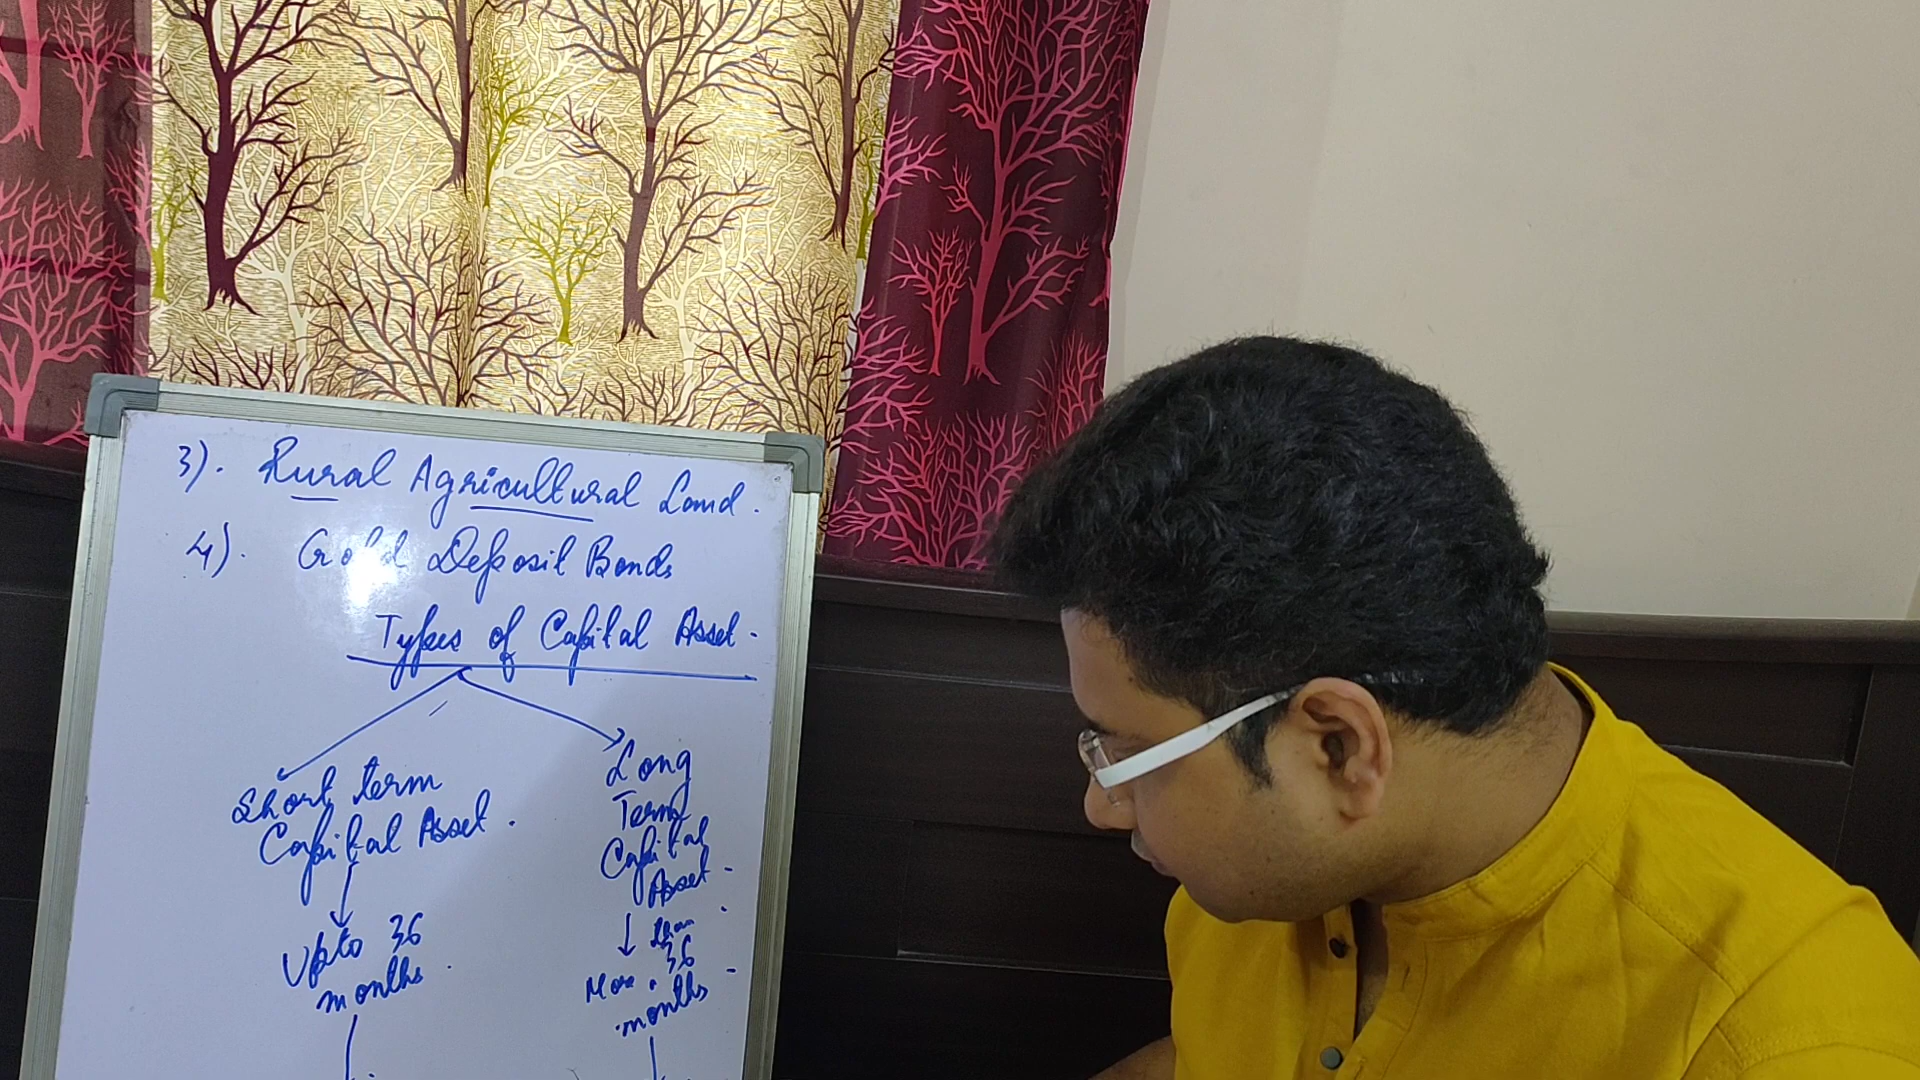 3). Rural Agricultural Land.
4). Gold Deposit Bonds
Types of Capital Asset.
Short term
Capital Asset.
Upto 36
months.
Long
Term
Capital
Asset.
than
More 36
months